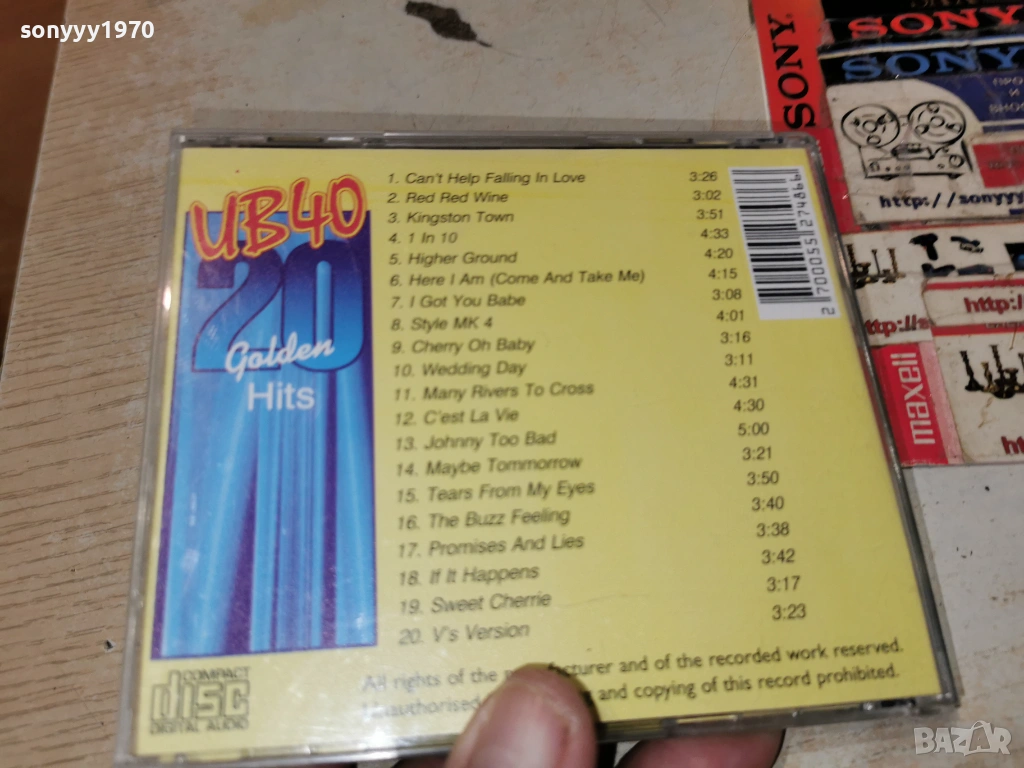 sonyyy1970
UB40
20
Golden
Hits
1. Can't Help Falling In Love 3:26
2. Red Red Wine 3:02
3. Kingston Town 3:51
4. 1 In 10 4:33
5. Higher Ground 4:20
6. Here I Am (Come And Take Me) 4:15
7. I Got You Babe 3:08
8. Style MK 4 4:01
9. Cherry Oh Baby 3:16
10. Wedding Day 3:11
11. Many Rivers To Cross 4:31
12. C'est La Vie 4:30
13. Johnny Too Bad 5:00
14. Maybe Tommorrow 3:21
15. Tears From My Eyes 3:50
16. The Buzz Feeling 3:40
17. Promises And Lies 3:38
18. If It Happens 3:42
19. Sweet Cherrie 3:17
20. V's Version 3:23
2 700055 274866
All rights of the facturer and of the recorded work reserved.
Unauthorised and copying of this record prohibited.
COMPACT
disc
DIGITAL AUDIO
SONY
SONY
SONY
http://sonyyy
http:/
maxell
BAZAR